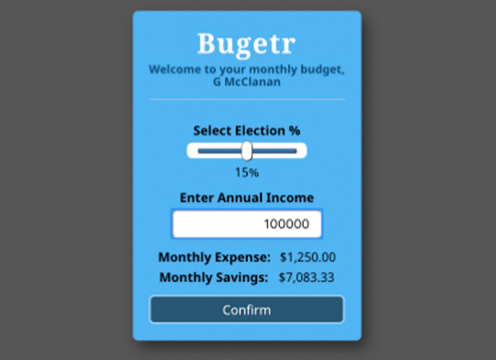 Bugetr
Welcome to your monthly budget,
G McClanan
Select Election %
15%
Enter Annual Income
100000
Monthly Expense: $1,250.00
Monthly Savings: $7,083.33
Confirm